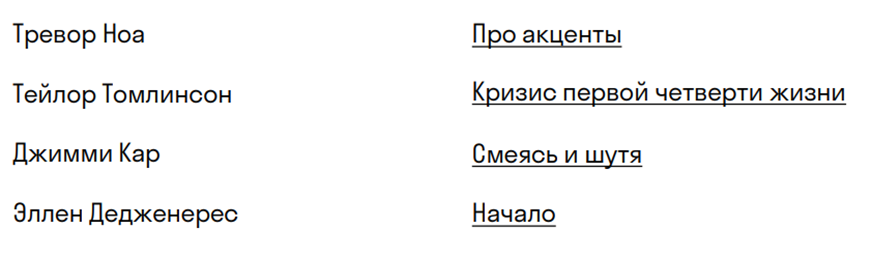 Тревор Ноа Про акценты
Тейлор Томлинсон Кризис первой четверти жизни
Джимми Кар Смеясь и шутя
Эллен Дедженерес Начало